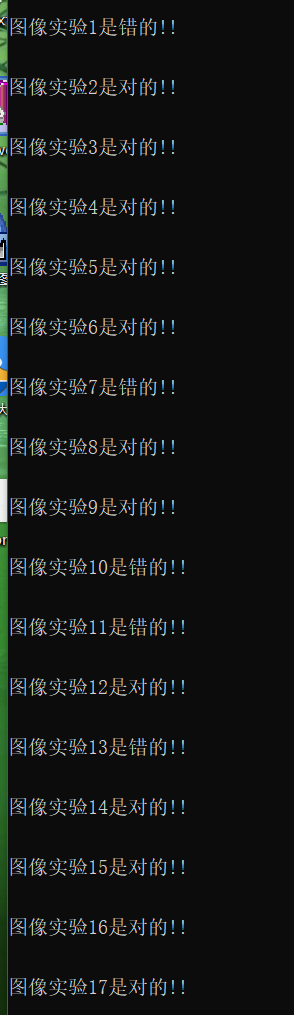 图像实验1是错的!!
图像实验2是对的!!
图像实验3是对的!!
图像实验4是对的!!
图像实验5是对的!!
图像实验6是对的!!
图像实验7是错的!!
图像实验8是对的!!
图像实验9是对的!!
图像实验10是错的!!
图像实验11是错的!!
图像实验12是对的!!
图像实验13是错的!!
图像实验14是对的!!
图像实验15是对的!!
图像实验16是对的!!
图像实验17是对的!!